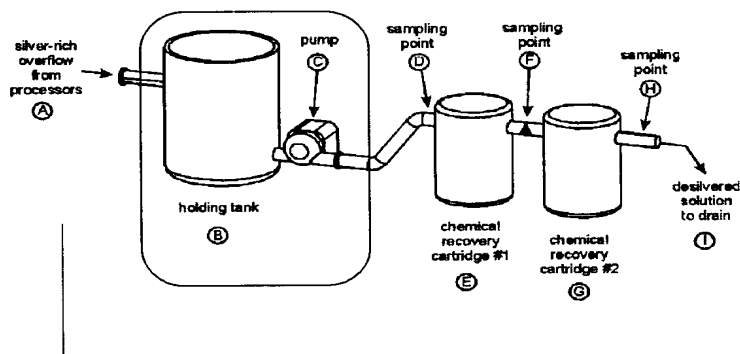 silver-rich
overflow
from
processors
A
holding tank
B
pump
C
sampling
point
D
chemical
recovery
cartridge #1
E
sampling
point
F
chemical
recovery
cartridge #2
G
sampling
point
H
desilvered
solution
to drain
I